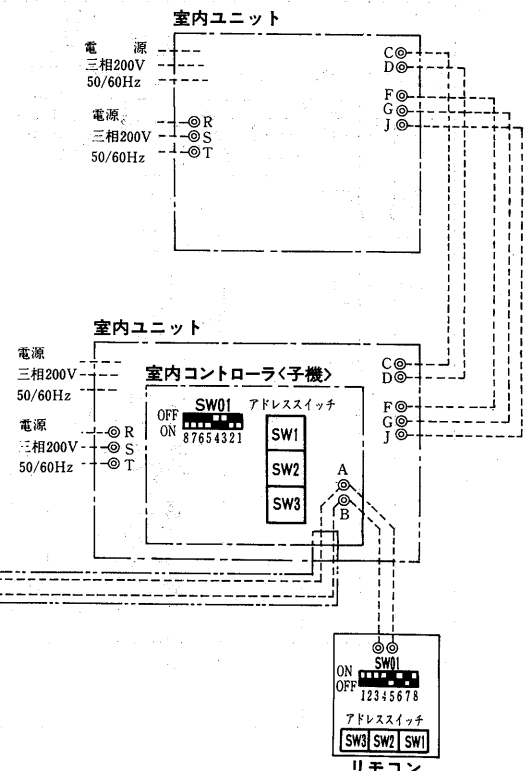 室内ユニット
電 源
三相200V
50/60Hz
電源
三相200V
50/60Hz
R
S
T
C
D
F
G
J
室内ユニット
電源
三相200V
50/60Hz
電源
三相200V
50/60Hz
R
S
T
室内コントローラ〈子機〉
SW01
OFF
ON
87654321
アドレススイッチ
SW1
SW2
SW3
A
B
C
D
F
G
J
SW01
ON
OFF
12345678
アドレススイッチ
SW3 SW2 SW1
リモコン